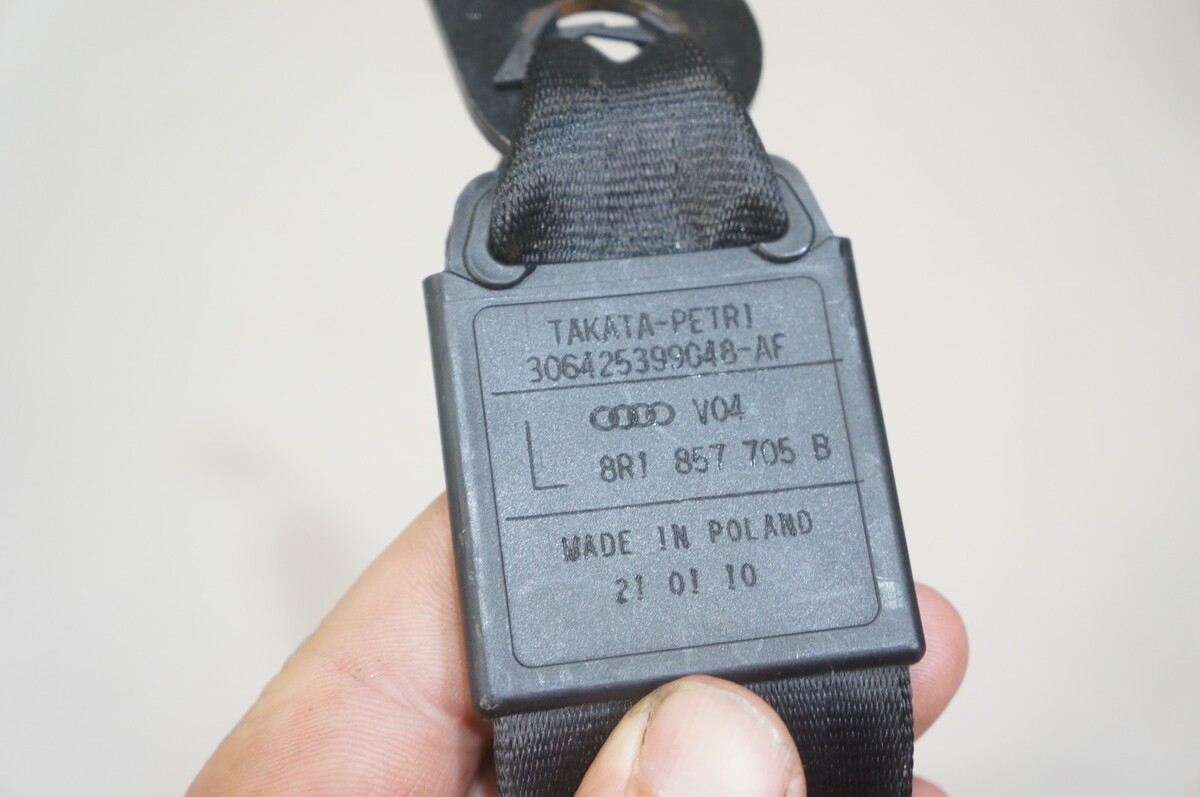 TAKATA-PETRI
306425399048-AF
V04
L 8R1 857 705 B
MADE IN POLAND
21 01 10